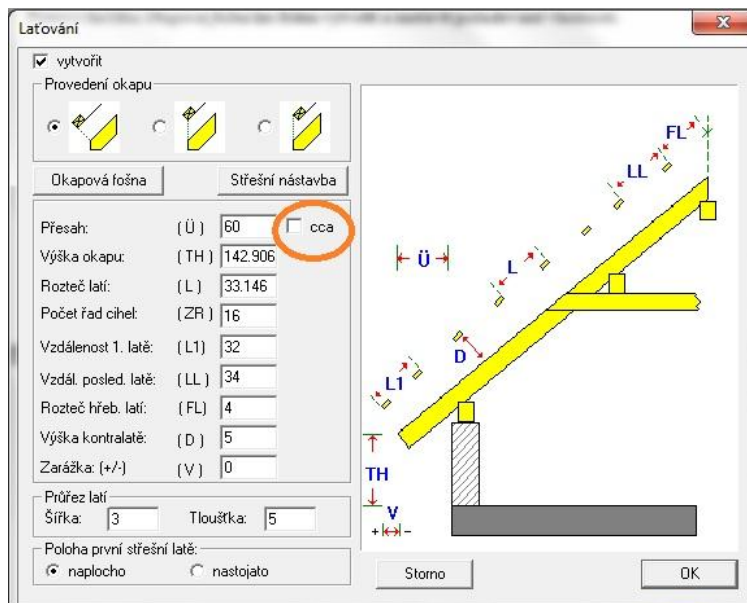 Laťování
vytvořit
Provedení okapu
Okapová fošna
Střešní nástavba
Přesah: (Ü) 60 cca
Výška okapu: (TH) 142.906
Rozteč latí: (L) 33.146
Počet řad cihel: (ZR) 16
Vzdálenost 1. latě: (L1) 32
Vzdál. posled. latě: (LL) 34
Rozteč hřeb. latí: (FL) 4
Výška kontralatě: (D) 5
Zarážka: (+/-) (V) 0
Průřez latí
Šířka: 3 Tloušťka: 5
Poloha první střešní latě:
naplocho nastojato
FL
LL
Ü
L
D
L1
TH
V
+ -
Storno
OK